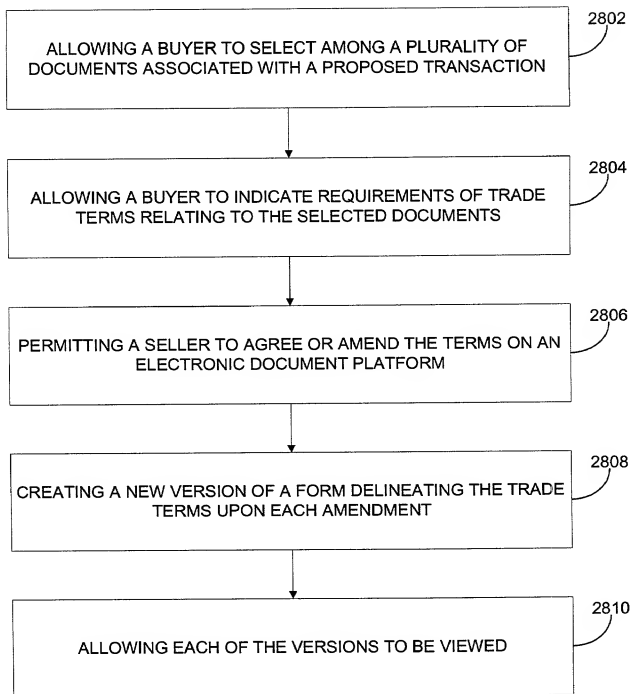 2802
ALLOWING A BUYER TO SELECT AMONG A PLURALITY OF
DOCUMENTS ASSOCIATED WITH A PROPOSED TRANSACTION
2804
ALLOWING A BUYER TO INDICATE REQUIREMENTS OF TRADE
TERMS RELATING TO THE SELECTED DOCUMENTS
2806
PERMITTING A SELLER TO AGREE OR AMEND THE TERMS ON AN
ELECTRONIC DOCUMENT PLATFORM
2808
CREATING A NEW VERSION OF A FORM DELINEATING THE TRADE
TERMS UPON EACH AMENDMENT
2810
ALLOWING EACH OF THE VERSIONS TO BE VIEWED